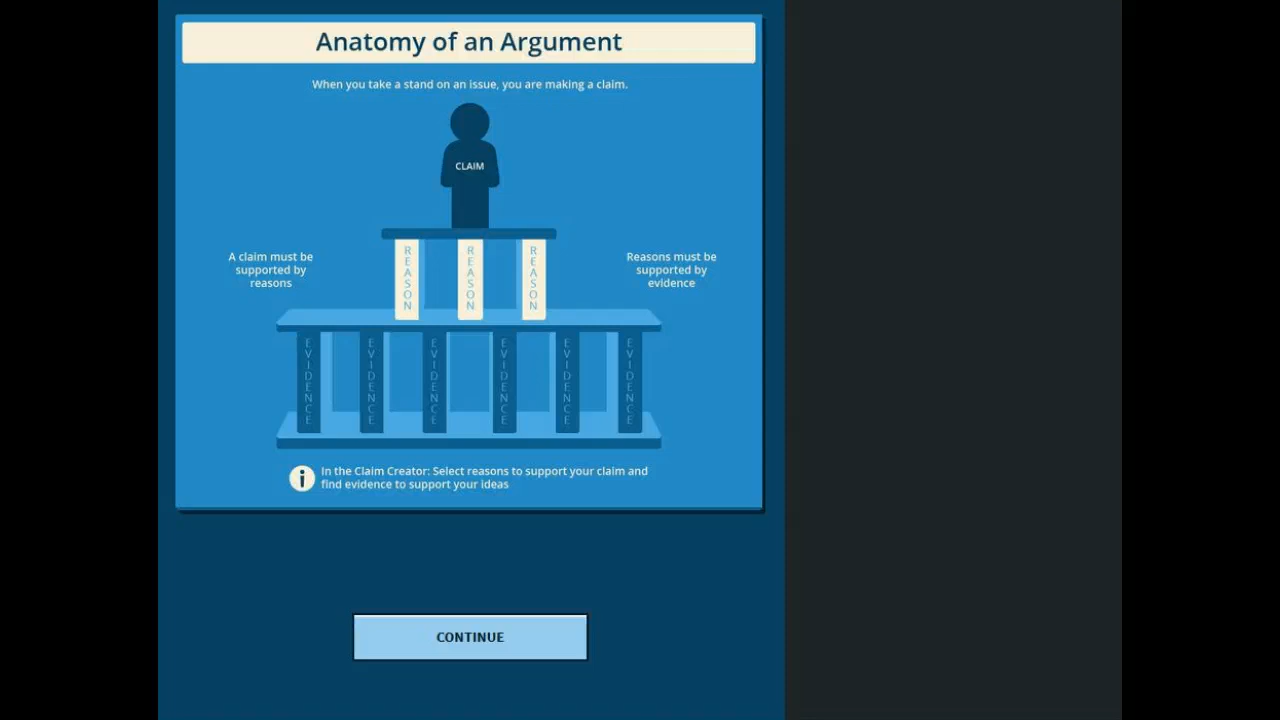 Anatomy of an Argument
When you take a stand on an issue, you are making a claim.
CLAIM
A claim must be
supported by
reasons
REASON
REASON
REASON
Reasons must be
supported by
evidence
EVIDENCE
EVIDENCE
EVIDENCE
EVIDENCE
EVIDENCE
EVIDENCE
i
In the Claim Creator: Select reasons to support your claim and
find evidence to support your ideas
CONTINUE